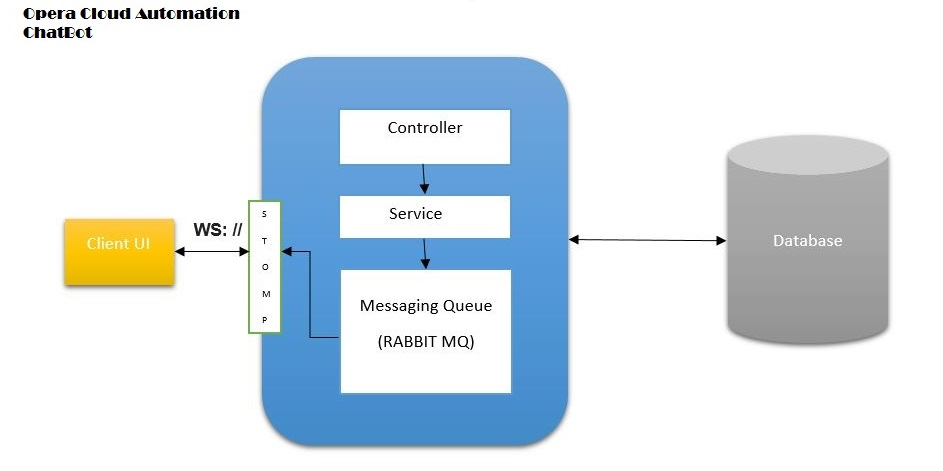 Opera Cloud Automation
ChatBot
Controller
Service
Messaging Queue
(RABBIT MQ)
WS: //
S
T
O
M
P
Client UI
Database